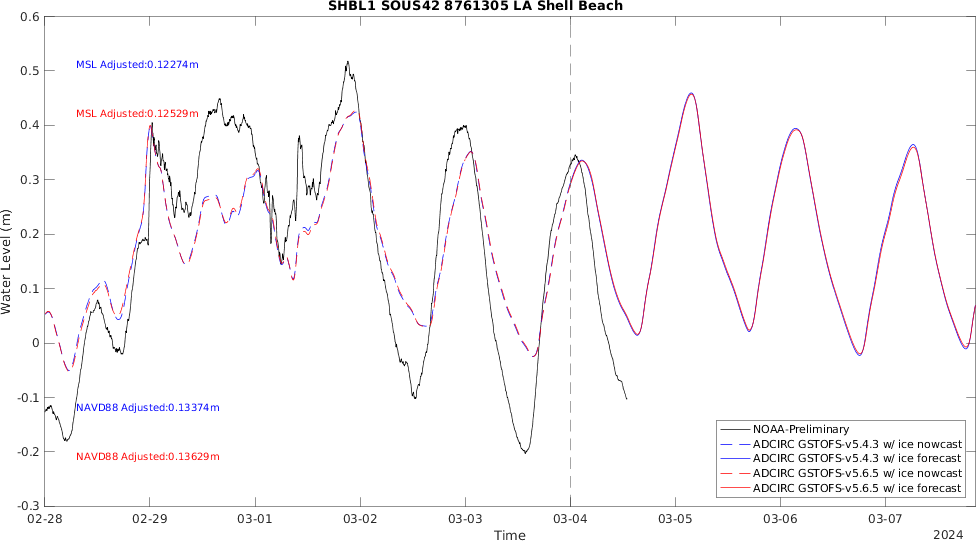 SHBL1 SOUS42 8761305 LA Shell Beach
0.6
0.5
0.4
0.3
0.2
0.1
0
-0.1
-0.2
-0.3
Water Level (m)
MSL Adjusted:0.12274m
MSL Adjusted:0.12529m
NAVD88 Adjusted:0.13374m
NAVD88 Adjusted:0.13629m
NOAA-Preliminary
ADCIRC GSTOFS-v5.4.3 w/ ice nowcast
ADCIRC GSTOFS-v5.4.3 w/ ice forecast
ADCIRC GSTOFS-v5.6.5 w/ ice nowcast
ADCIRC GSTOFS-v5.6.5 w/ ice forecast
02-28 02-29 03-01 03-02 03-03 03-04 03-05 03-06 03-07
Time
2024